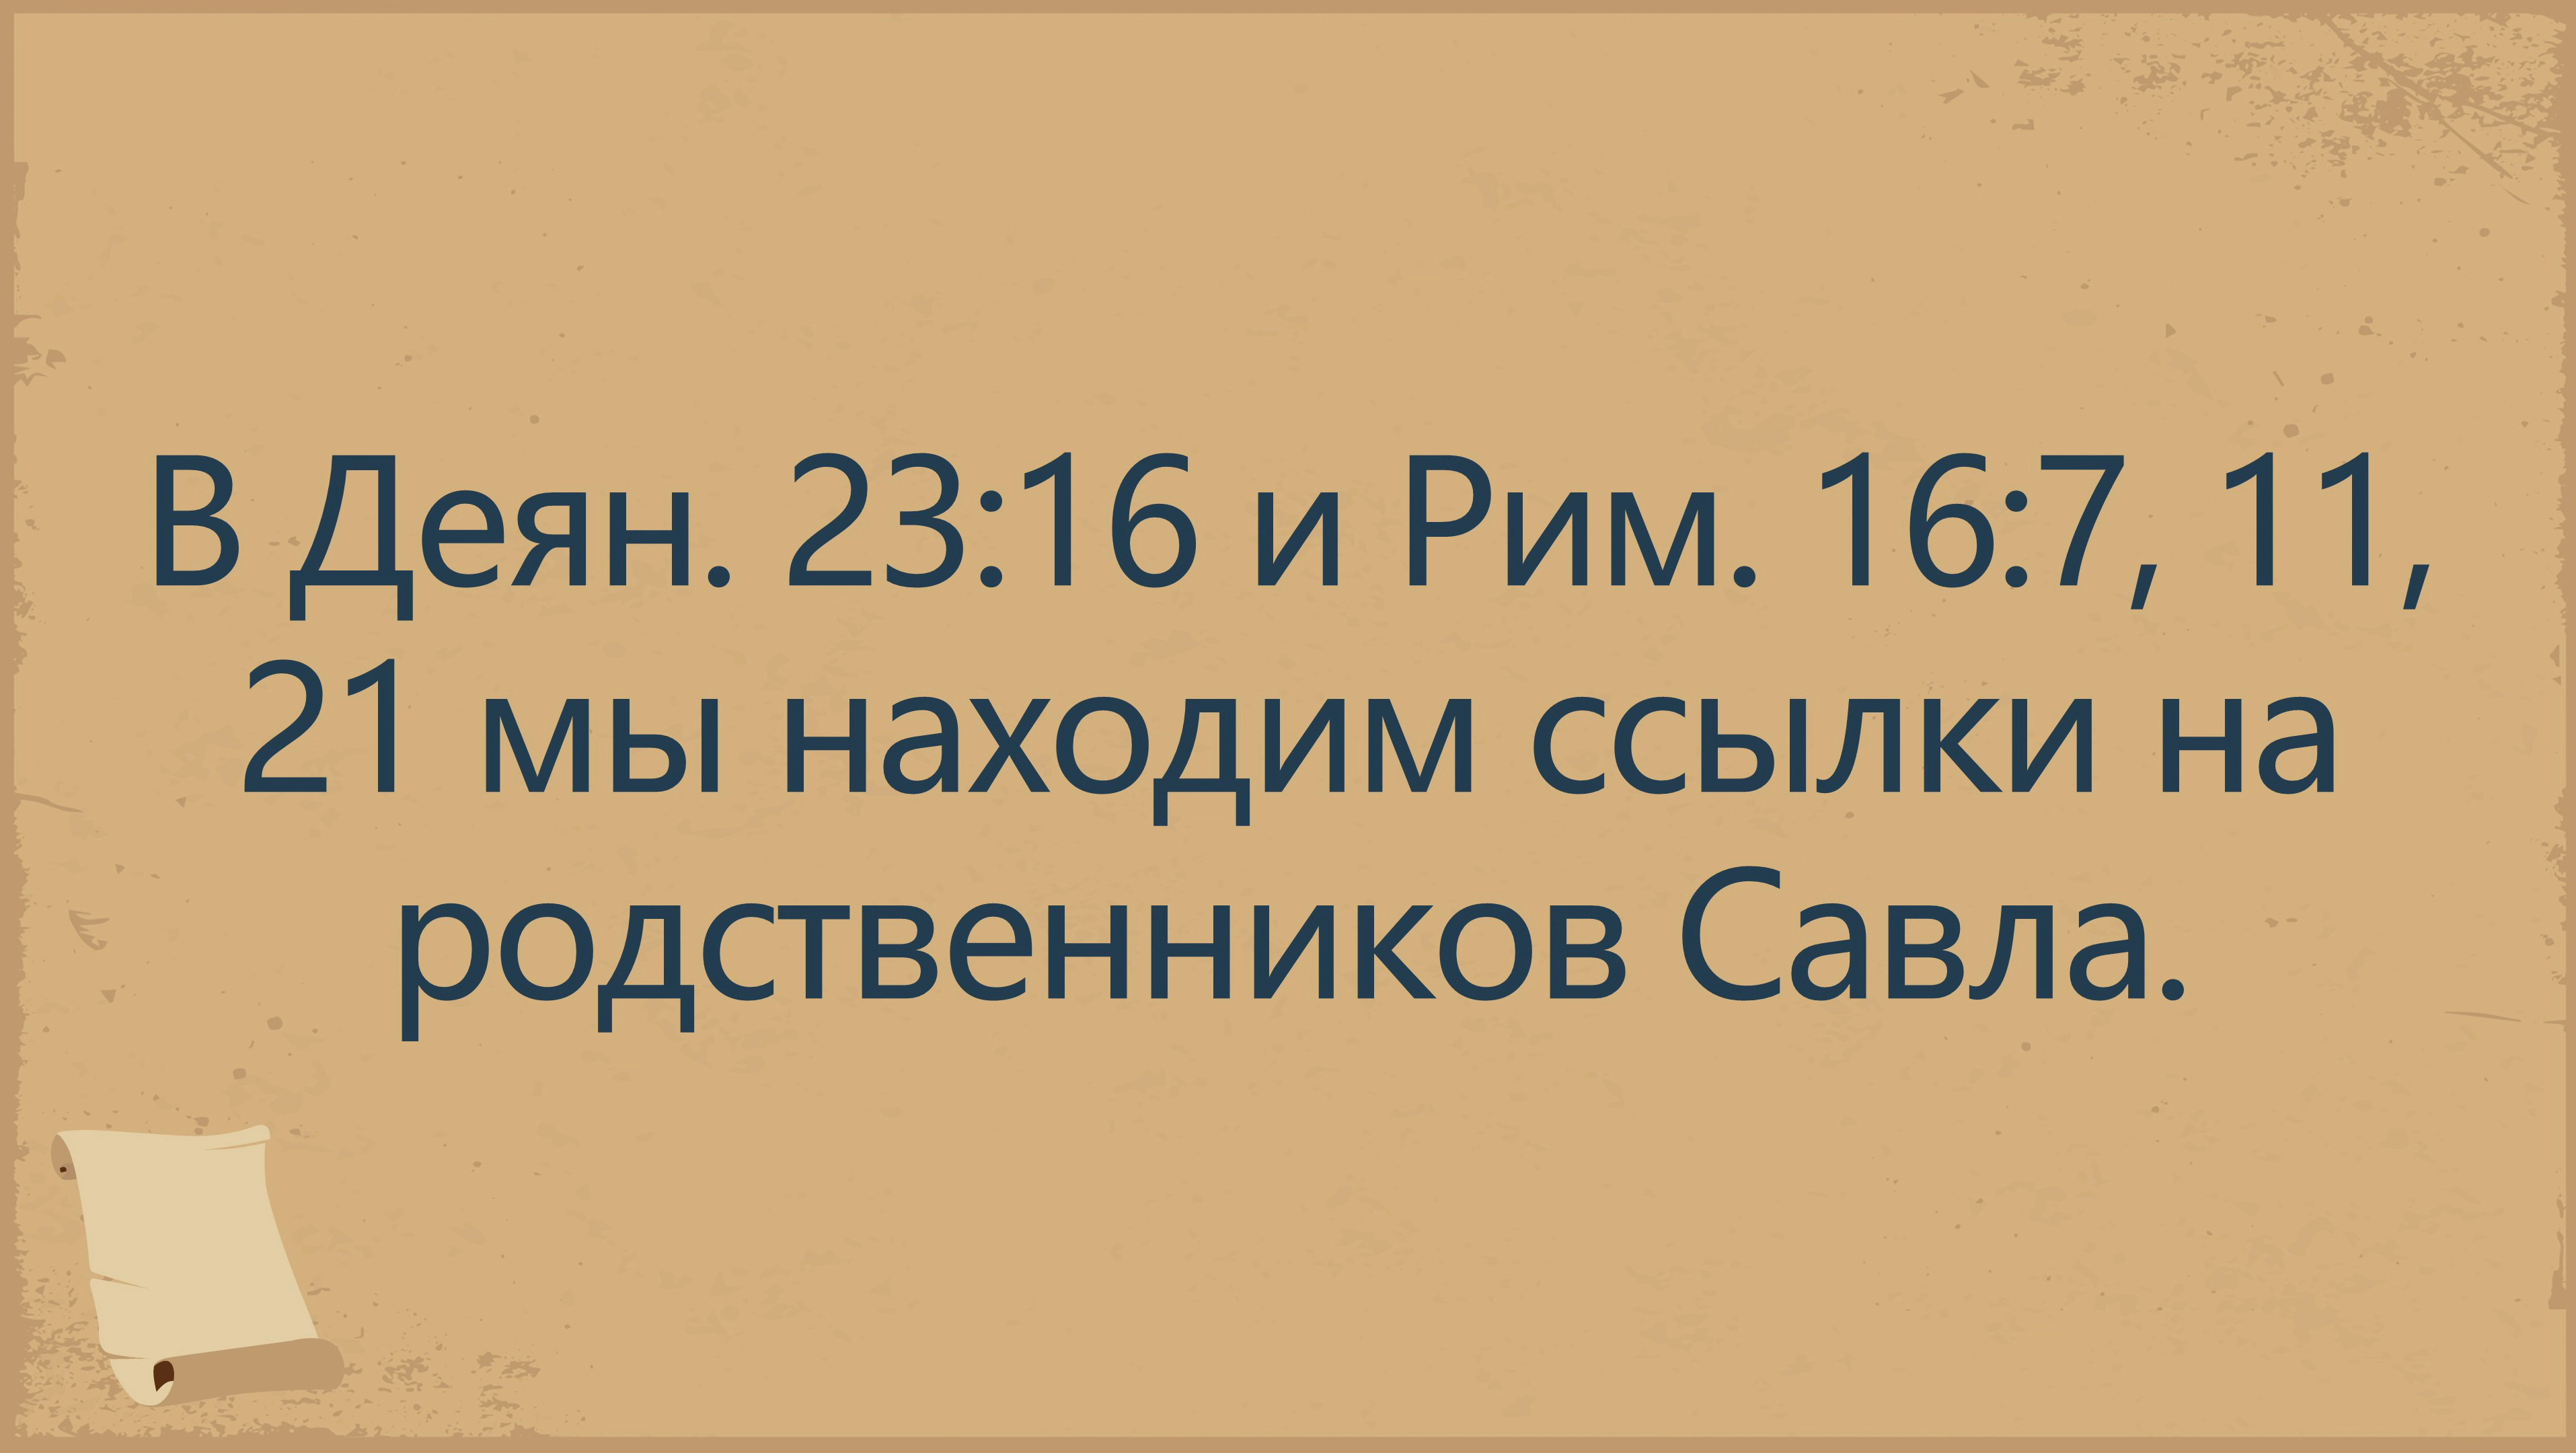 В Деян. 23:16 и Рим. 16:7, 11,
21 мы находим ссылки на
родственников Савла.